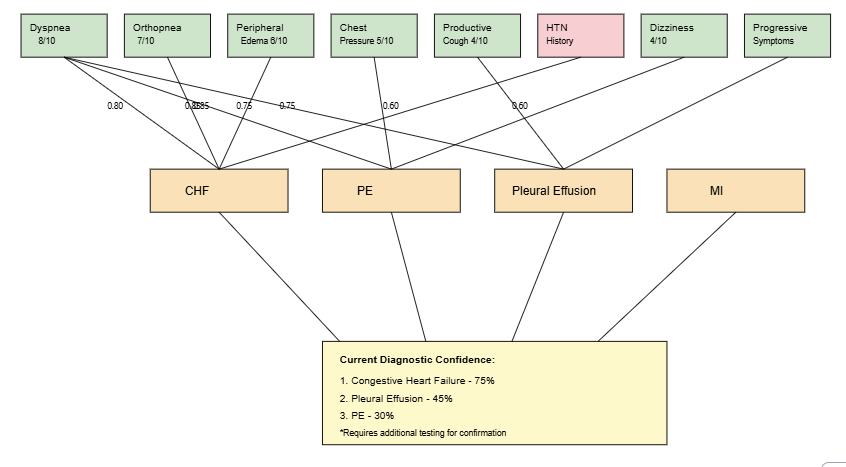 Dyspnea
8/10
Orthopnea
7/10
Peripheral
Edema 6/10
Chest
Pressure 5/10
Productive
Cough 4/10
HTN
History
Dizziness
4/10
Progressive
Symptoms
0.80
0.85
0.75
0.75
0.60
0.60
CHF
PE
Pleural Effusion
MI
Current Diagnostic Confidence:
1. Congestive Heart Failure - 75%
2. Pleural Effusion - 45%
3. PE - 30%
*Requires additional testing for confirmation